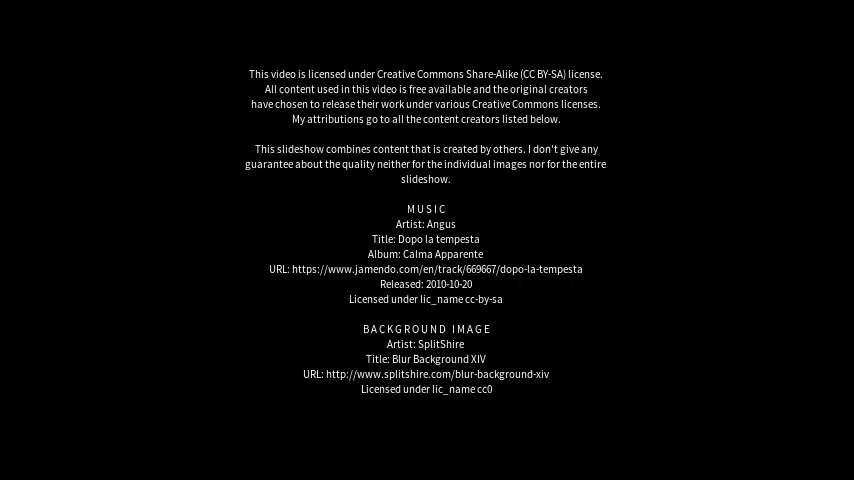 This video is licensed under Creative Commons Share-Alike (CC BY-SA) license.
All content used in this video is free available and the original creators
have chosen to release their work under various Creative Commons licenses.
My attributions go to all the content creators listed below.
This slideshow combines content that is created by others. I don't give any
guarantee about the quality neither for the individual images nor for the entire
slideshow.
MUSIC
Artist: Angus
Title: Dopo la tempesta
Album: Calma Apparente
URL: https://www.jamendo.com/en/track/669667/dopo-la-tempesta
Released: 2010-10-20
Licensed under lic_name cc-by-sa
BACKGROUND IMAGE
Artist: SplitShire
Title: Blur Background XIV
URL: http://www.splitshire.com/blur-background-xiv
Licensed under lic_name cc0